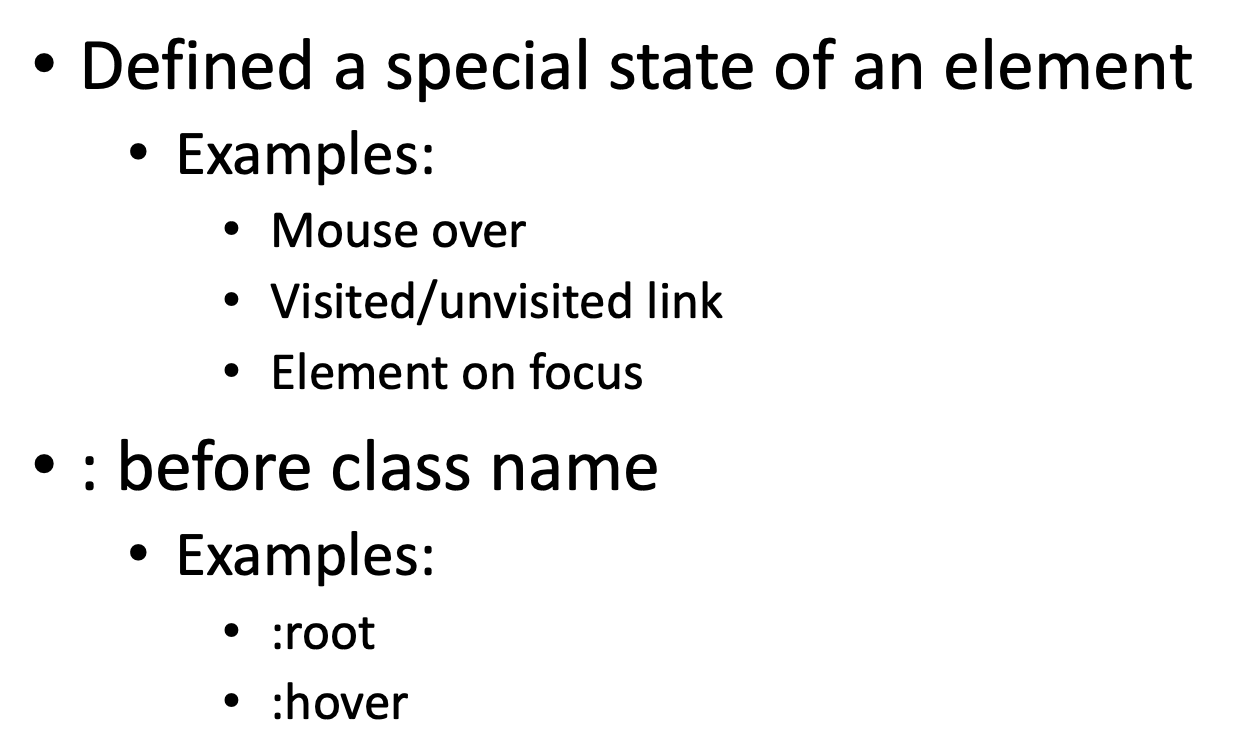 • Defined a special state of an element
• Examples:
• Mouse over
• Visited/unvisited link
• Element on focus
• : before class name
• Examples:
• :root
• :hover